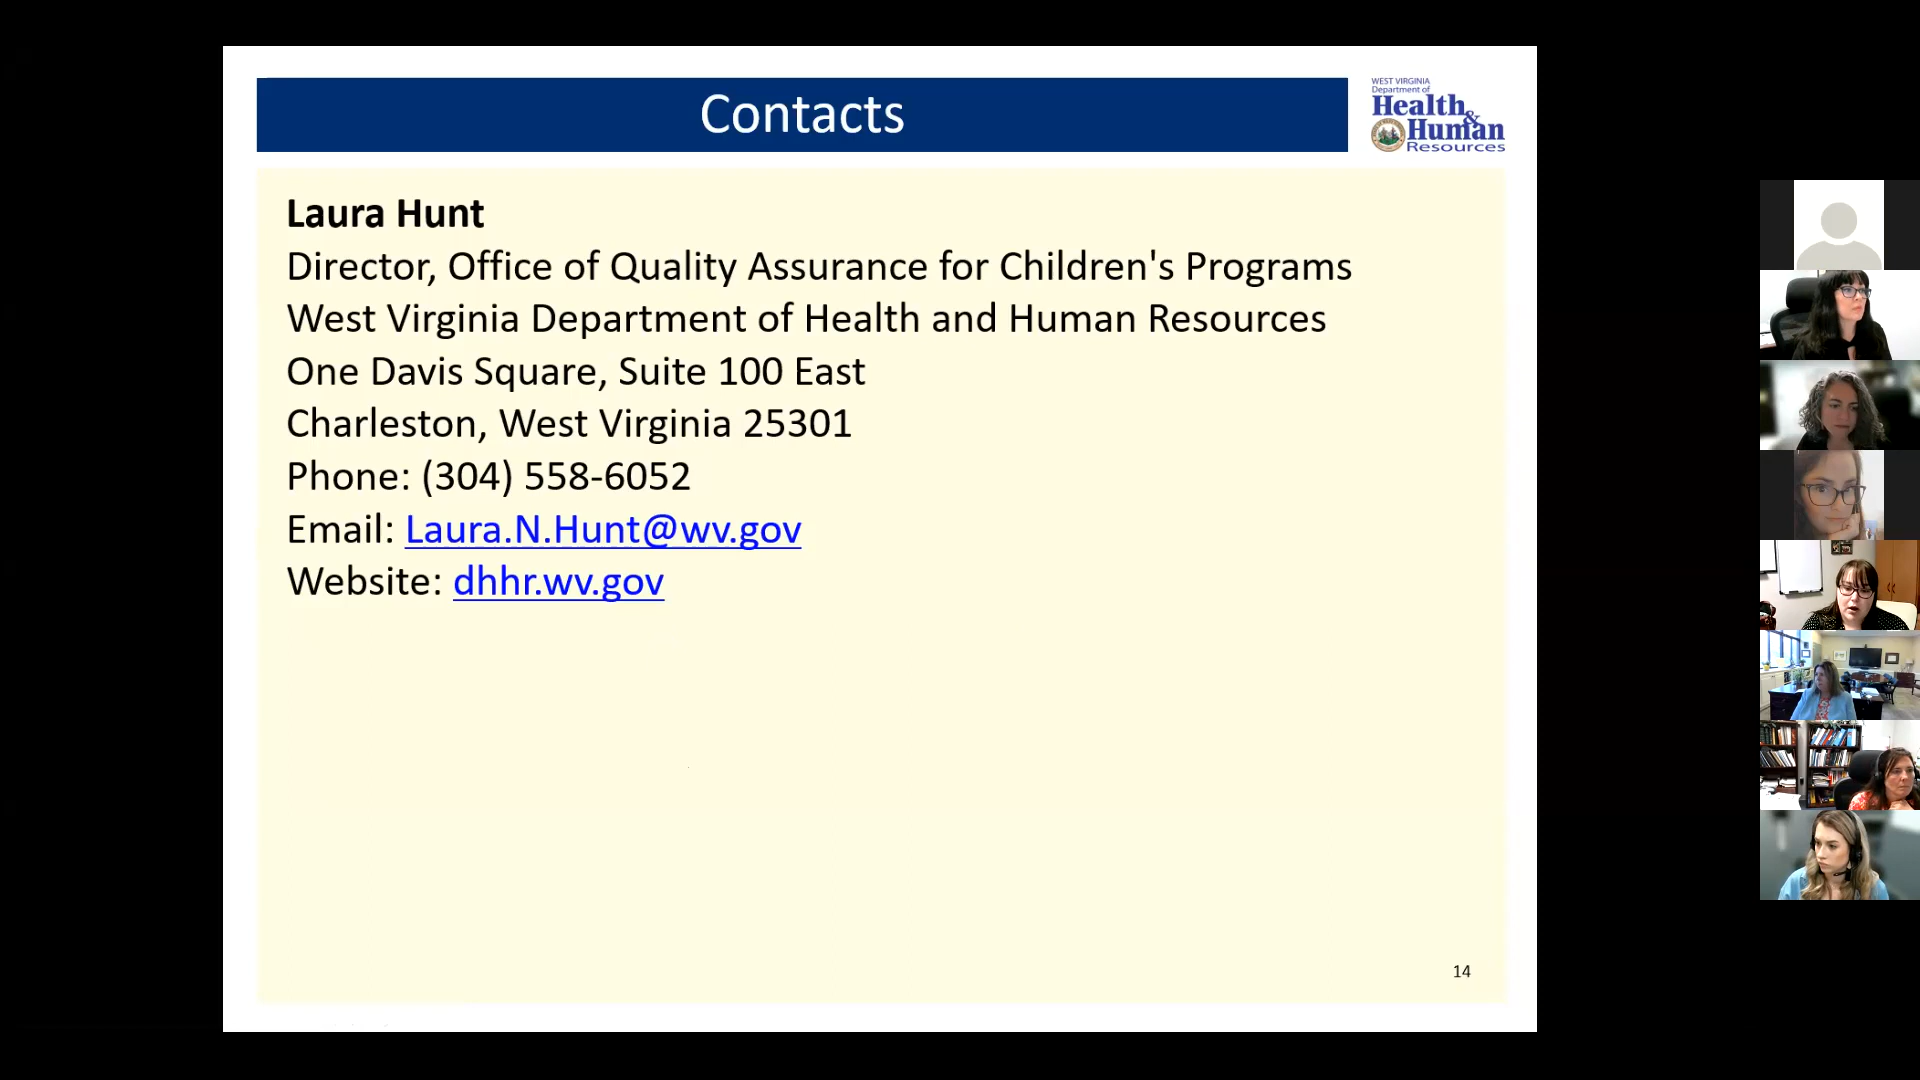 Contacts
WEST VIRGINIA
Department of
Health
&
Human
Resources
Laura Hunt
Director, Office of Quality Assurance for Children's Programs
West Virginia Department of Health and Human Resources
One Davis Square, Suite 100 East
Charleston, West Virginia 25301
Phone: (304) 558-6052
Email: Laura.N.Hunt@wv.gov
Website: dhhr.wv.gov
14